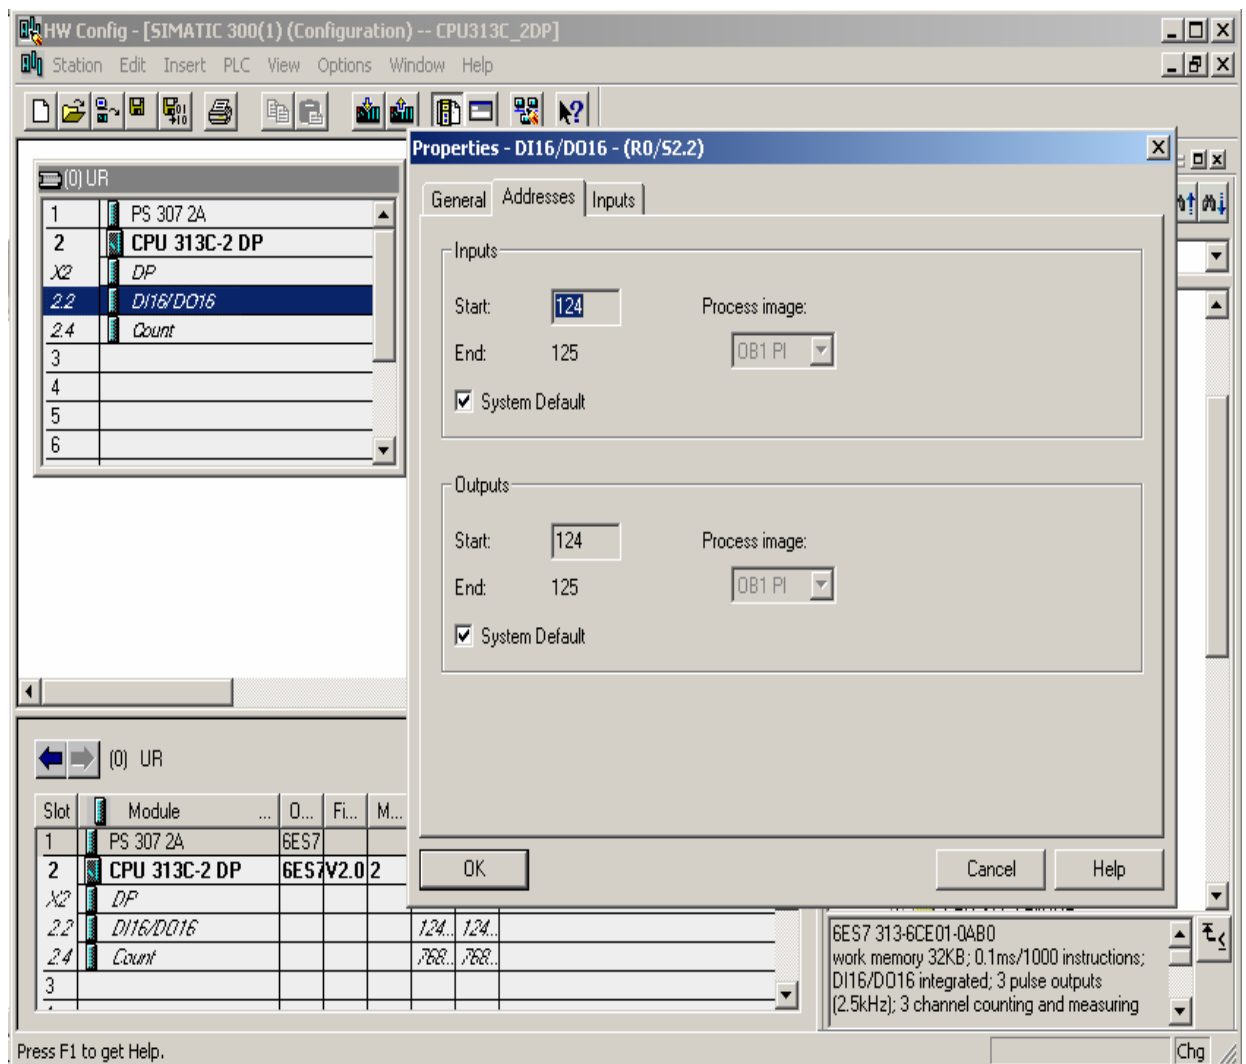 HW Config - [SIMATIC 300(1) (Configuration) -- CPU313C_2DP]
Station Edit Insert PLC View Options Window Help
(0) UR
1 PS 307 2A
2 CPU 313C-2 DP
X2 DP
2.2 DI16/DO16
2.4 Count
3
4
5
6
Properties - DI16/DO16 - (R0/S2.2)
General Addresses Inputs
Inputs
Start: 124 Process image:
End: 125 OB1 PI
System Default
Outputs
Start: 124 Process image:
End: 125 OB1 PI
System Default
OK Cancel Help
(0) UR
Slot Module ... O... Fi... M...
1 PS 307 2A 6ES7
2 CPU 313C-2 DP 6ES7 V2.0 2
X2 DP
2.2 DI16/DO16 124... 124...
2.4 Count 768... 768...
3
6ES7 313-6CE01-0AB0
work memory 32KB; 0.1ms/1000 instructions;
DI16/DO16 integrated; 3 pulse outputs
(2.5kHz); 3 channel counting and measuring
Press F1 to get Help. Chg